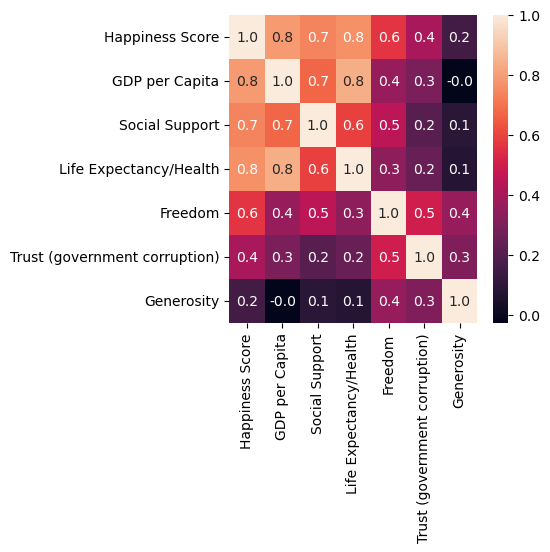 Happiness Score 1.0 0.8 0.7 0.8 0.6 0.4 0.2
GDP per Capita 0.8 1.0 0.7 0.8 0.4 0.3 -0.0
Social Support 0.7 0.7 1.0 0.6 0.5 0.2 0.1
Life Expectancy/Health 0.8 0.8 0.6 1.0 0.3 0.2 0.1
Freedom 0.6 0.4 0.5 0.3 1.0 0.5 0.4
Trust (government corruption) 0.4 0.3 0.2 0.2 0.5 1.0 0.3
Generosity 0.2 -0.0 0.1 0.1 0.4 0.3 1.0
Happiness Score
GDP per Capita
Social Support
Life Expectancy/Health
Freedom
Trust (government corruption)
Generosity
1.0
0.8
0.6
0.4
0.2
0.0